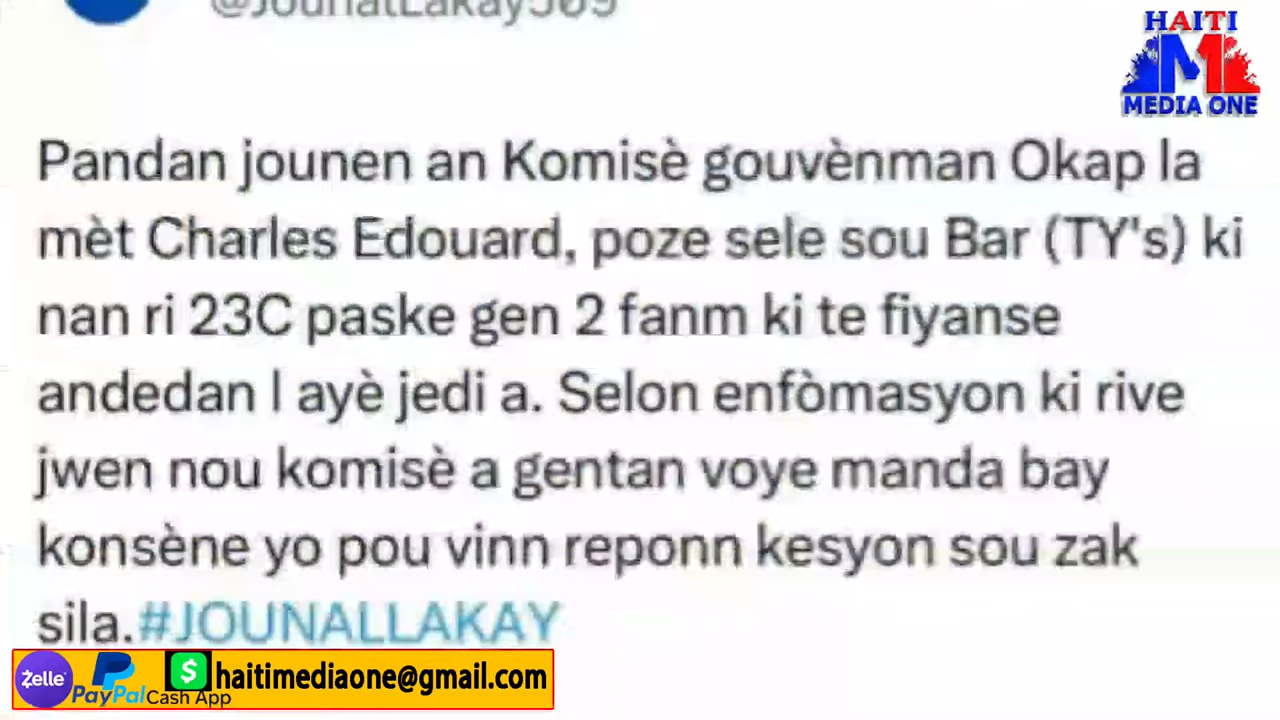 HAITI
M1
MEDIA ONE
Pandan jounen an Komisè gouvènman Okap la
mèt Charles Edouard, poze sele sou Bar (TY's) ki
nan ri 23C paske gen 2 fanm ki te fiyanse
andedan l ayè jedi a. Selon enfòmasyon ki rive
jwen nou komisè a gentan voye manda bay
konsène yo pou vinn reponn kesyon sou zak
sila.#JOUNALLAKAY
Zelle PayPal $ Cash App haitimediaone@gmail.com